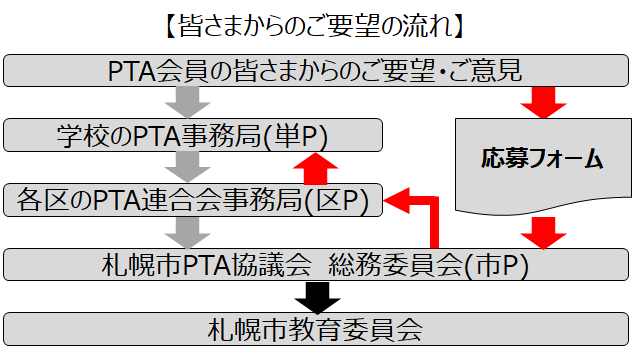 【皆さまからのご要望の流れ】
PTA会員の皆さまからのご要望・ご意見
学校のPTA事務局(単P)
応募フォーム
各区のPTA連合会事務局(区P)
札幌市PTA協議会 総務委員会(市P)
札幌市教育委員会